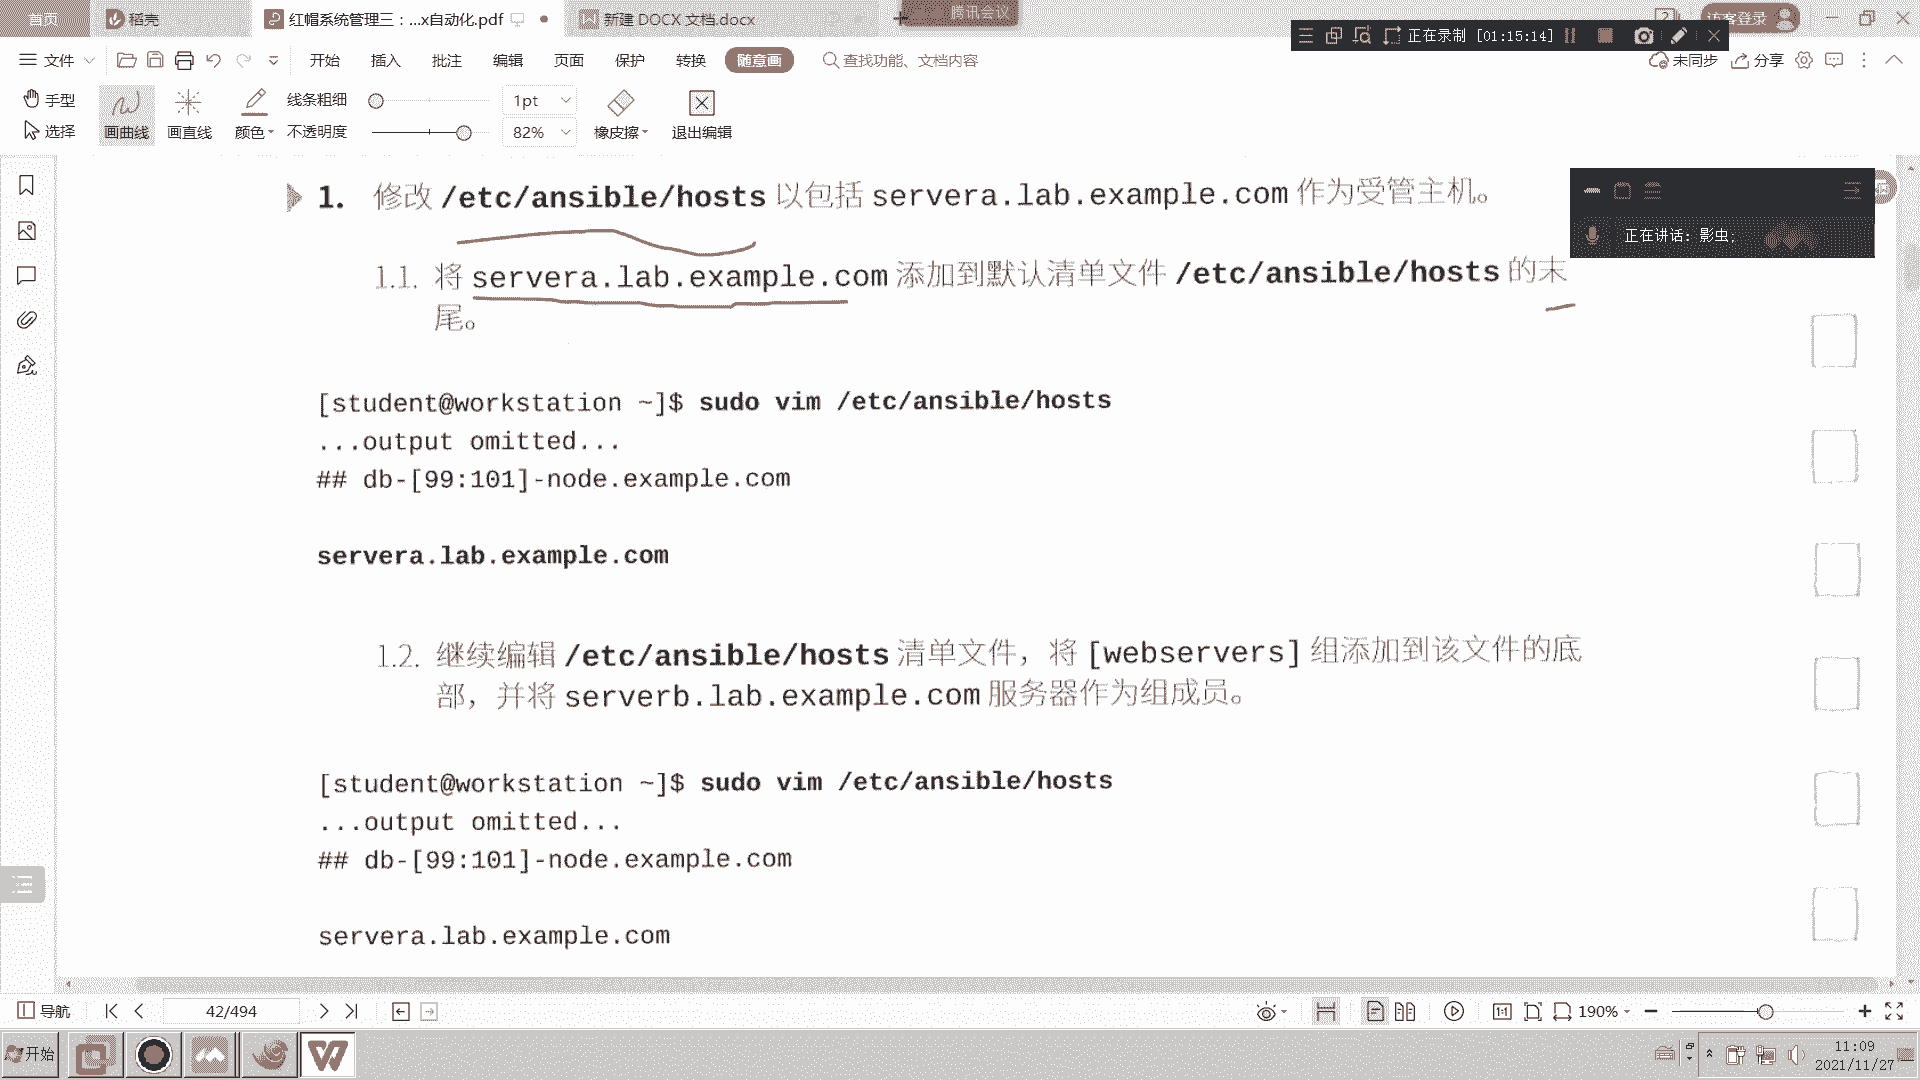 首页 稻壳 红帽系统管理三：...x自动化.pdf 新建 DOCX 文档.docx 腾讯会议 访客登录
正在录制 [01:15:14]
文件 开始 插入 批注 编辑 页面 保护 转换 随意画 查找功能、文档内容 未同步 分享
手型 选择 画曲线 画直线 颜色 线条粗细 1pt 不透明度 82% 橡皮擦 退出编辑
正在讲话: 影虫;
1. 修改 /etc/ansible/hosts 以包括 servera.lab.example.com 作为受管主机。
1.1. 将 servera.lab.example.com 添加到默认清单文件 /etc/ansible/hosts 的末
尾。
[student@workstation ~]$ sudo vim /etc/ansible/hosts
...output omitted...
## db-[99:101]-node.example.com
servera.lab.example.com
1.2. 继续编辑 /etc/ansible/hosts 清单文件，将 [webservers] 组添加到该文件的底
部，并将 serverb.lab.example.com 服务器作为组成员。
[student@workstation ~]$ sudo vim /etc/ansible/hosts
...output omitted...
## db-[99:101]-node.example.com
servera.lab.example.com
导航 42/494 190%
开始 11:09
2021/11/27